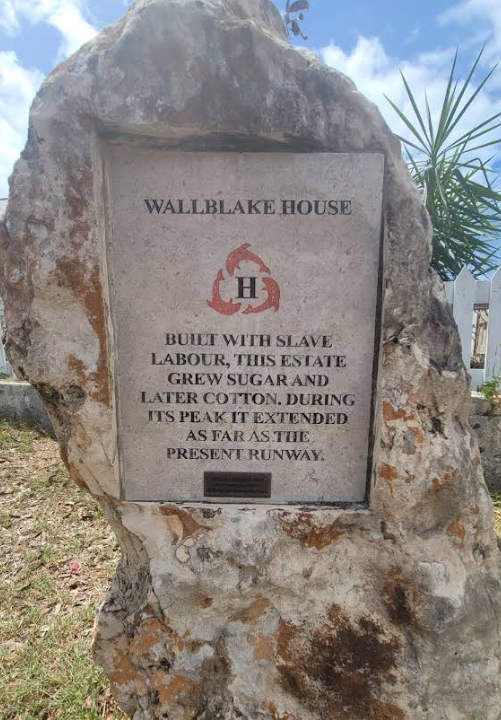 WALLBLAKE HOUSE
H
BUILT WITH SLAVE
LABOUR, THIS ESTATE
GREW SUGAR AND
LATER COTTON. DURING
ITS PEAK IT EXTENDED
AS FAR AS THE
PRESENT RUNWAY.